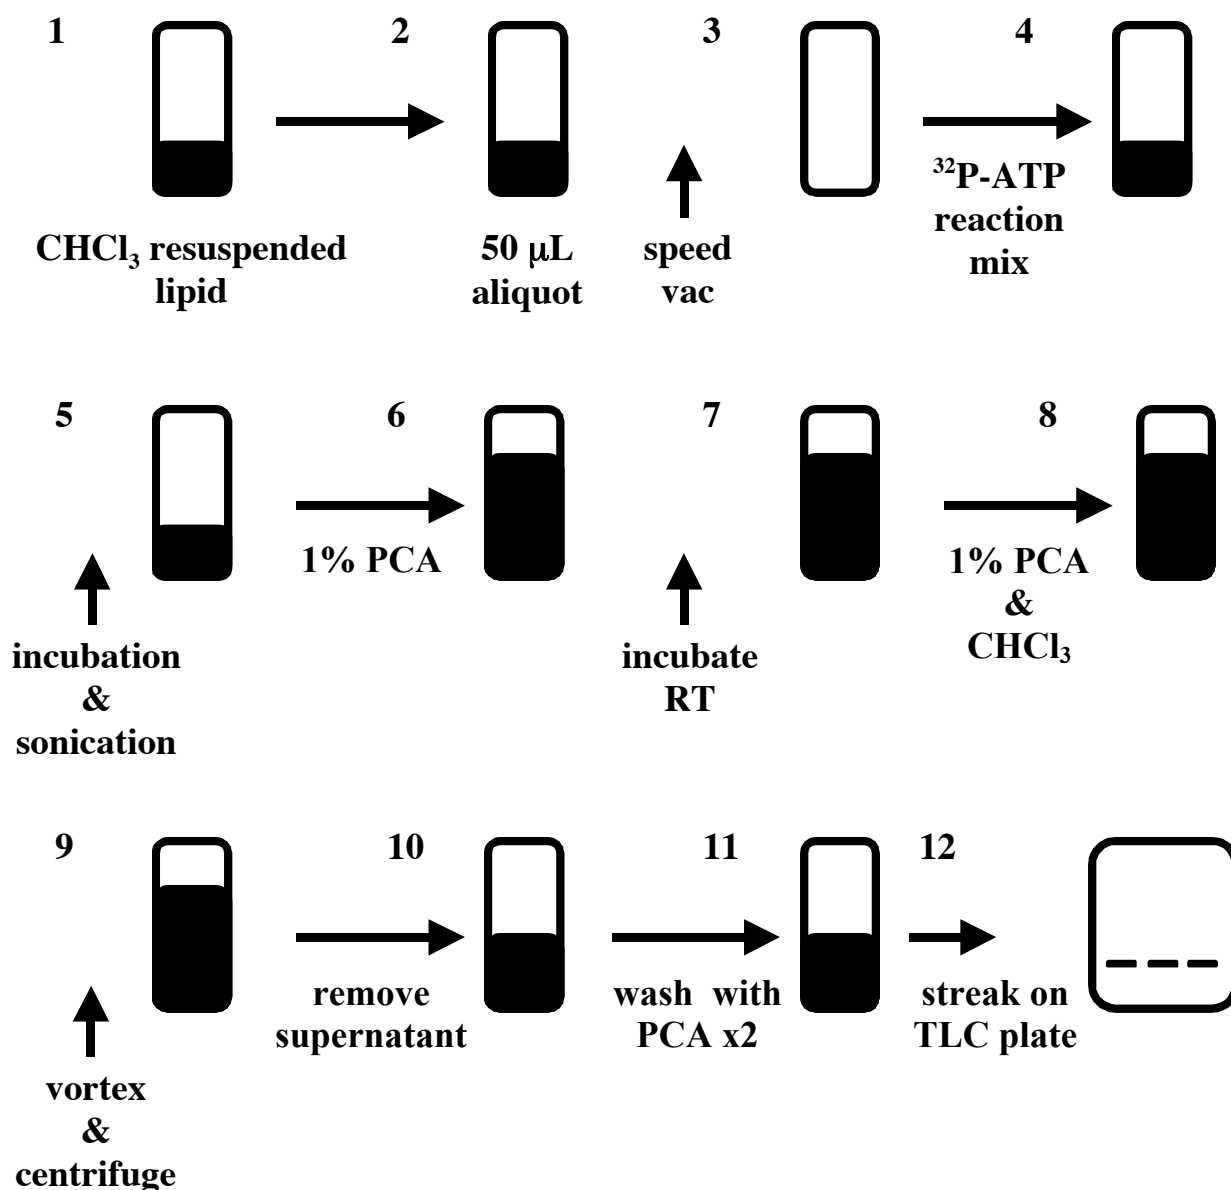 1
2
3
4
CHCl₃ resuspended
lipid
50 μL
aliquot
speed
vac
³²P-ATP
reaction
mix
5
6
7
8
incubation
&
sonication
1% PCA
incubate
RT
1% PCA
&
CHCl₃
9
10
11
12
vortex
&
centrifuge
remove
supernatant
wash with
PCA x2
streak on
TLC plate